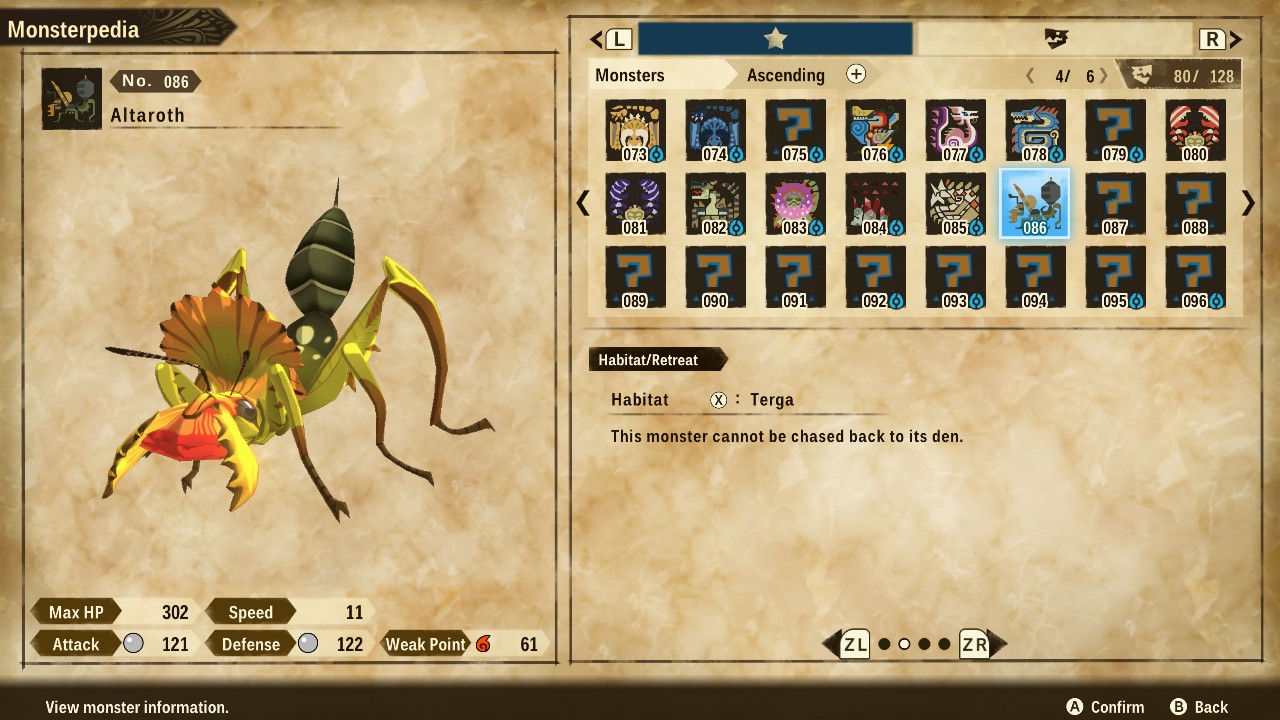 Monsterpedia
No. 086
Altaroth
Max HP 302
Speed 11
Attack 121
Defense 122
Weak Point 61
L
R
Monsters
Ascending
4/ 6
80/ 128
073 074 075 076 077 078 079 080
081 082 083 084 085 086 087 088
089 090 091 092 093 094 095 096
Habitat/Retreat
Habitat X : Terga
This monster cannot be chased back to its den.
ZL ZR
View monster information.
A Confirm B Back